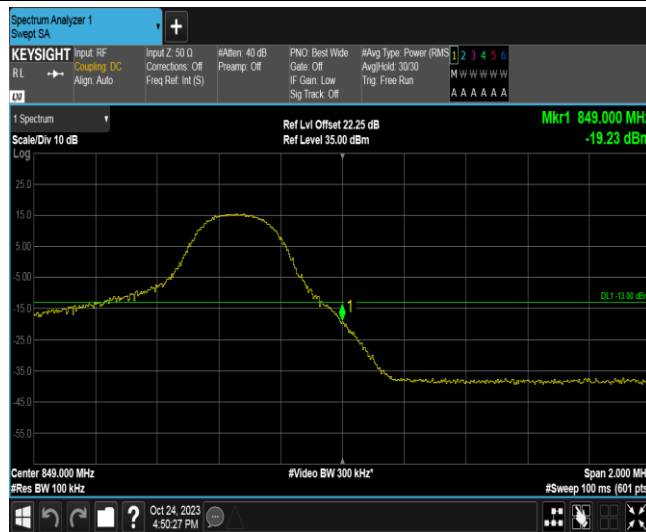 Spectrum Analyzer 1
Swept SA
+
KEYSIGHT
RL
LXI
Input: RF
Coupling: DC
Align: Auto
Input Z: 50 Ω
Corrections: Off
Freq Ref: Int (S)
#Atten: 40 dB
Preamp: Off
PNO: Best Wide
Gate: Off
IF Gain: Low
Sig Track: Off
#Avg Type: Power (RMS
Avg|Hold: 30/30
Trig: Free Run
1 2 3 4 5 6
M W W W W W
A A A A A A
1 Spectrum
Scale/Div 10 dB
Log
Ref Lvl Offset 22.25 dB
Ref Level 35.00 dBm
Mkr1 849.000 MHz
-19.23 dBm
25.0
15.0
5.00
-5.00
-15.0
-25.0
-35.0
-45.0
-55.0
DL1 -13.00 dBm
1
Center 849.000 MHz
#Res BW 100 kHz
#Video BW 300 kHz*
Span 2.000 MHz
#Sweep 100 ms (601 pts)
?
Oct 24, 2023
4:50:27 PM